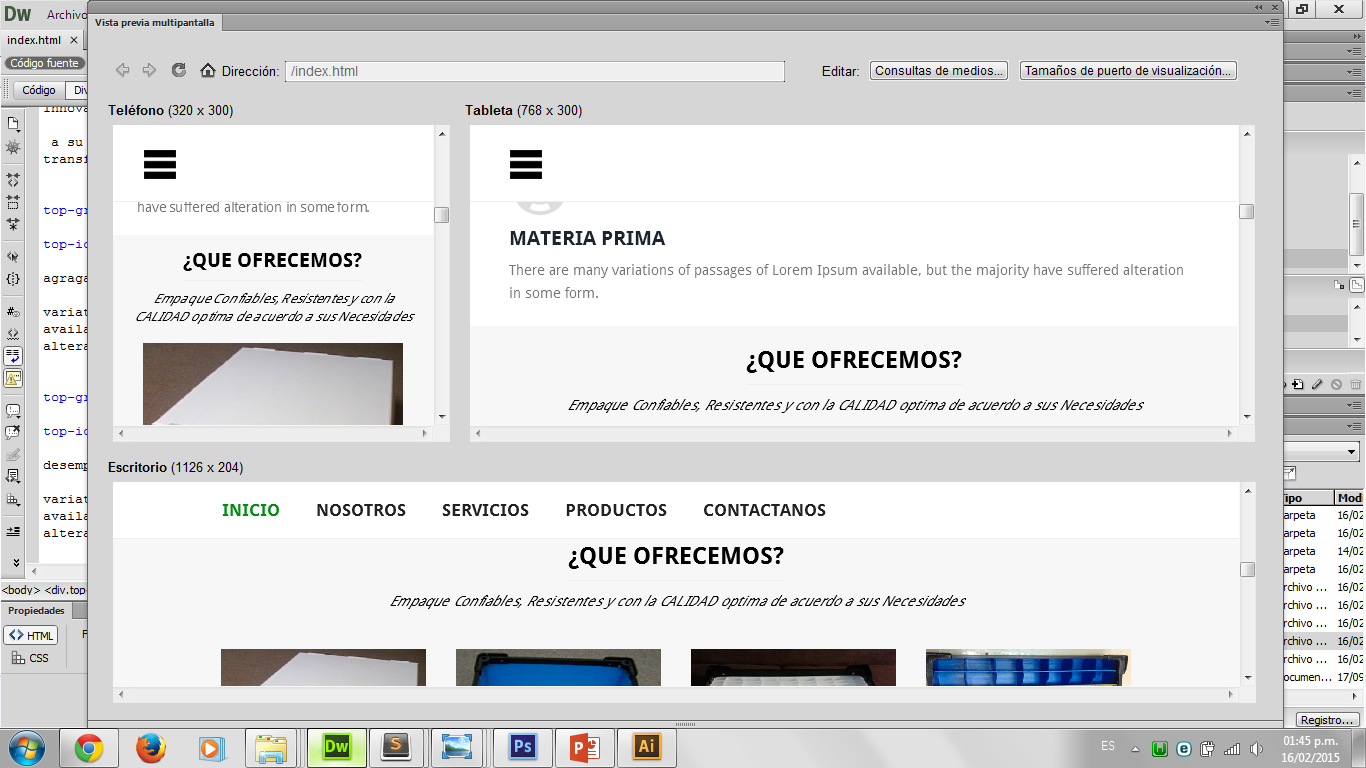 Dw Archivo
Vista previa multipantalla
index.html ×
Código fuente
Código Div
Dirección: /index.html
Editar: Consultas de medios... Tamaños de puerto de visualización...
Teléfono (320 x 300)
have suffered alteration in some form.
¿QUE OFRECEMOS?
Empaque Confiables, Resistentes y con la
CALIDAD optima de acuerdo a sus Necesidades
Tableta (768 x 300)
MATERIA PRIMA
There are many variations of passages of Lorem Ipsum available, but the majority have suffered alteration
in some form.
¿QUE OFRECEMOS?
Empaque Confiables, Resistentes y con la CALIDAD optima de acuerdo a sus Necesidades
Escritorio (1126 x 204)
INICIO NOSOTROS SERVICIOS PRODUCTOS CONTACTANOS
¿QUE OFRECEMOS?
Empaque Confiables, Resistentes y con la CALIDAD optima de acuerdo a sus Necesidades
innova
a su
transf
top-gr
top-ic
agraga
variat
availa
altera
top-gr
top-ic
desemp
variat
availa
altera
<body> <div.top
Propiedades
<> HTML F
CSS
ipo Modi
arpeta 16/02
arpeta 16/02
arpeta 14/02
arpeta 16/02
rchivo ... 16/02
rchivo ... 16/02
rchivo ... 16/02
rchivo ... 16/02
rchivo ... 16/02
ocumen... 17/09
Registro...
Dw S Ps P Ai
ES
01:45 p.m.
16/02/2015